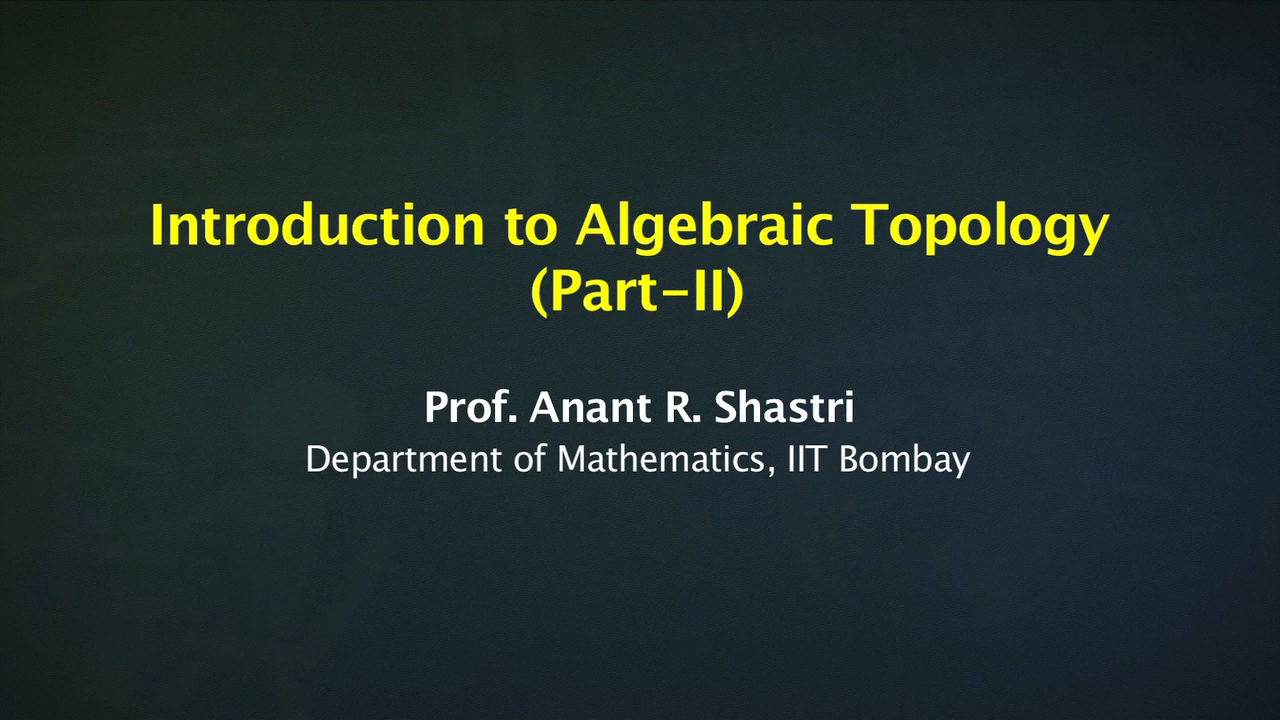 Introduction to Algebraic Topology
(Part-II)
Prof. Anant R. Shastri
Department of Mathematics, IIT Bombay